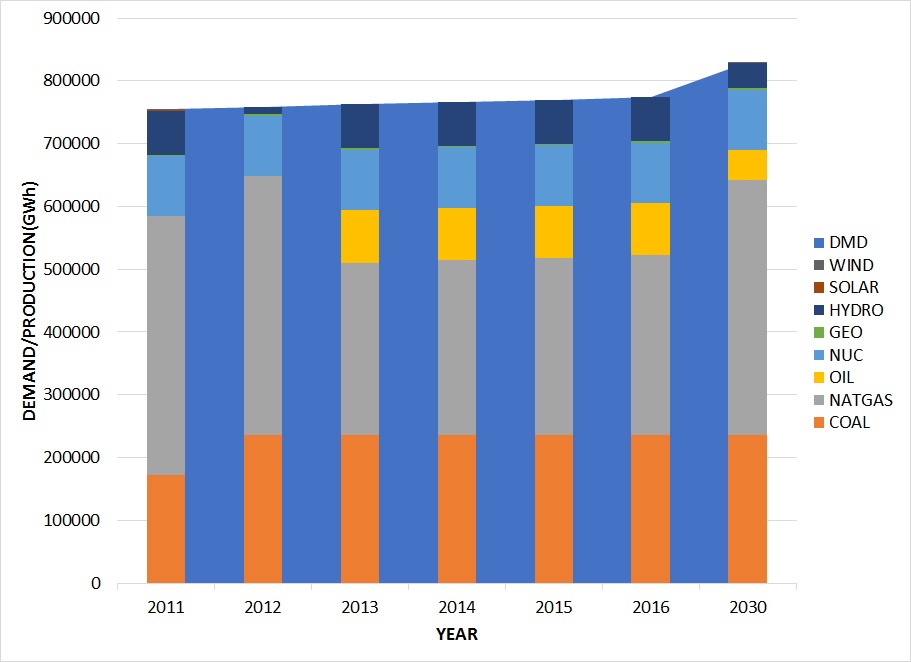 900000
800000
700000
600000
500000
400000
300000
200000
100000
0
DEMAND/PRODUCTION(GWh)
2011 2012 2013 2014 2015 2016 2030
YEAR
DMD
WIND
SOLAR
HYDRO
GEO
NUC
OIL
NATGAS
COAL